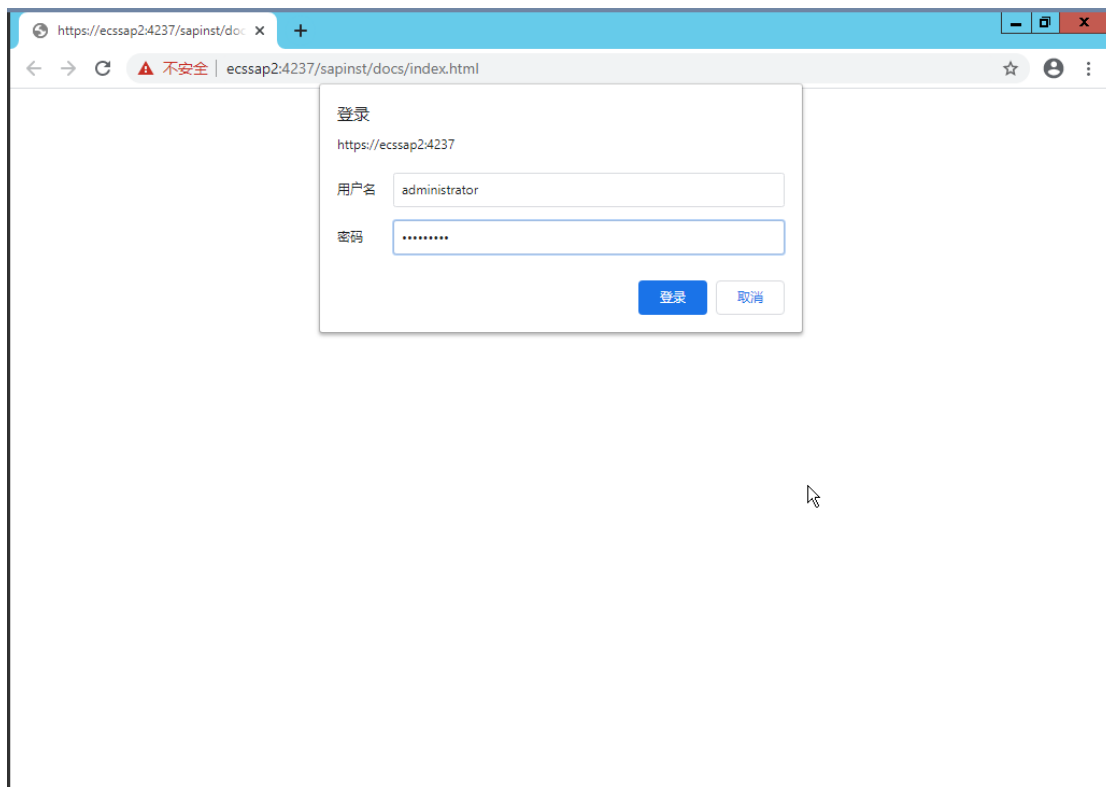 https://ecssap2:4237/sapinst/doc
不安全 ecssap2:4237/sapinst/docs/index.html
登录
https://ecssap2:4237
用户名 administrator
密码 •••••••••
登录 取消